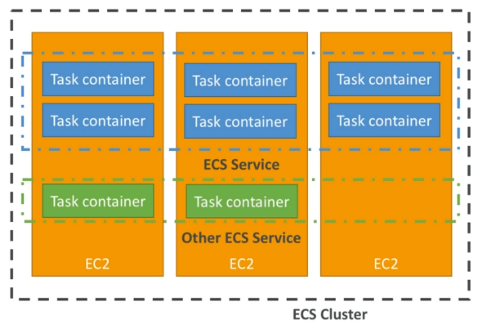 Task container Task container Task container
Task container Task container Task container
ECS Service
Task container Task container
Other ECS Service
EC2 EC2 EC2
ECS Cluster